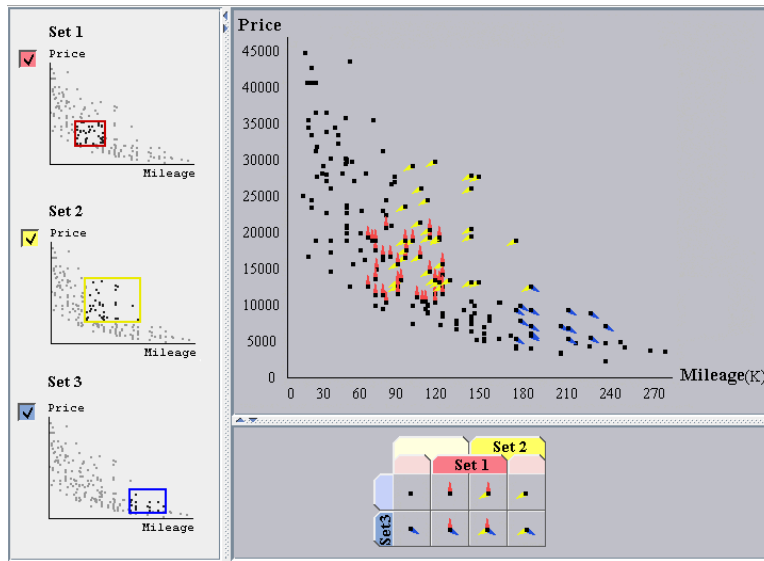 Set 1
Price
Mileage
Set 2
Price
Mileage
Set 3
Price
Mileage
Price
45000
40000
35000
30000
25000
20000
15000
10000
5000
0
0 30 60 90 120 150 180 210 240 270
Mileage(K)
Set 2
Set 1
Set3